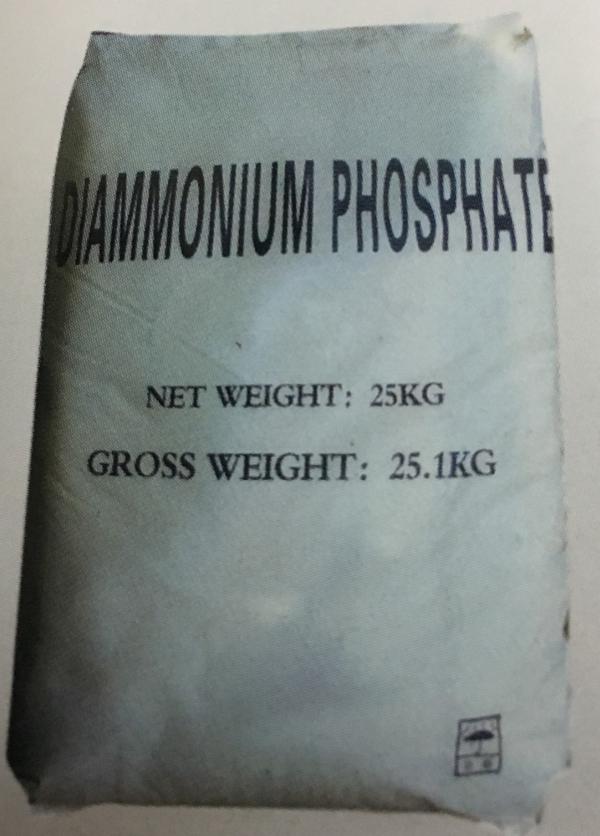 DIAMMONIUM PHOSPHATE
NET WEIGHT: 25KG
GROSS WEIGHT: 25.1KG